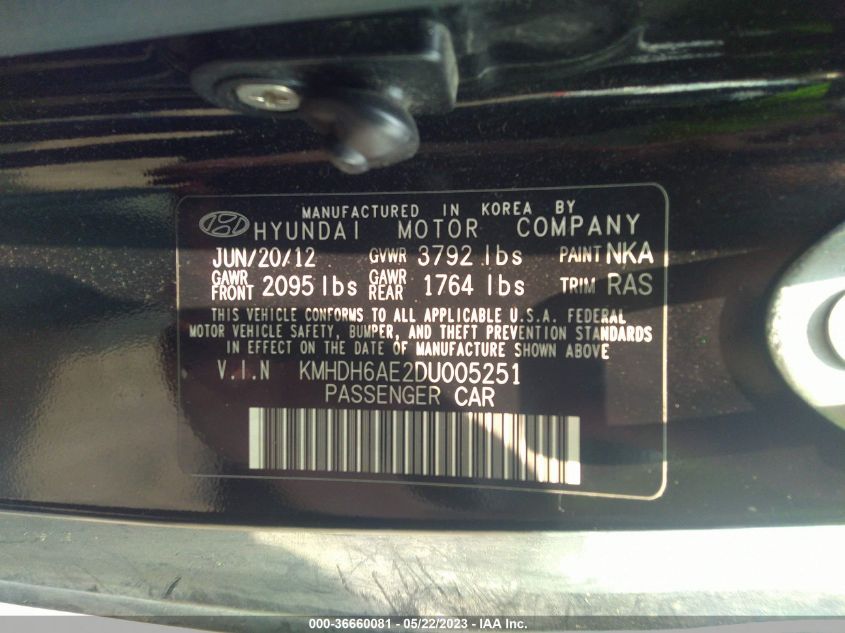 MANUFACTURED IN KOREA BY
HYUNDAI MOTOR COMPANY
JUN/20/12 GVWR 3792 lbs PAINT NKA
GAWR FRONT 2095 lbs GAWR REAR 1764 lbs TRIM RAS
THIS VEHICLE CONFORMS TO ALL APPLICABLE U.S.A. FEDERAL
MOTOR VEHICLE SAFETY, BUMPER, AND THEFT PREVENTION STANDARDS
IN EFFECT ON THE DATE OF MANUFACTURE SHOWN ABOVE
V.I.N KMHDH6AE2DU005251
PASSENGER CAR
000-36660081 - 05/22/2023 - IAA Inc.